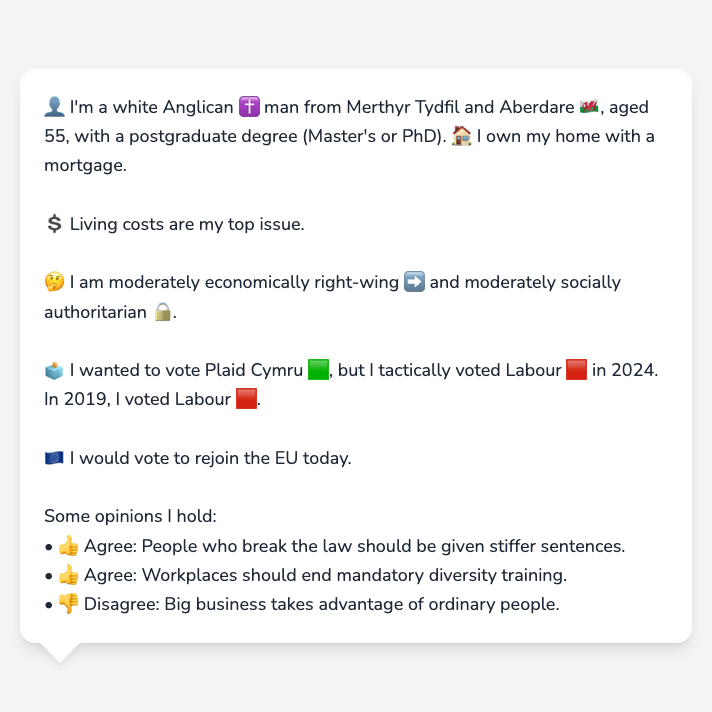 👤 I'm a white Anglican ✝️ man from Merthyr Tydfil and Aberdare 🏴󠁧󠁢󠁷󠁬󠁳󠁿, aged
55, with a postgraduate degree (Master's or PhD). 🏠 I own my home with a
mortgage.
💲 Living costs are my top issue.
🤔 I am moderately economically right-wing ➡️ and moderately socially
authoritarian 🔒.
🗳️ I wanted to vote Plaid Cymru 🟩, but I tactically voted Labour 🟥 in 2024.
In 2019, I voted Labour 🟥.
🇪🇺 I would vote to rejoin the EU today.
Some opinions I hold:
• 👍 Agree: People who break the law should be given stiffer sentences.
• 👍 Agree: Workplaces should end mandatory diversity training.
• 👎 Disagree: Big business takes advantage of ordinary people.